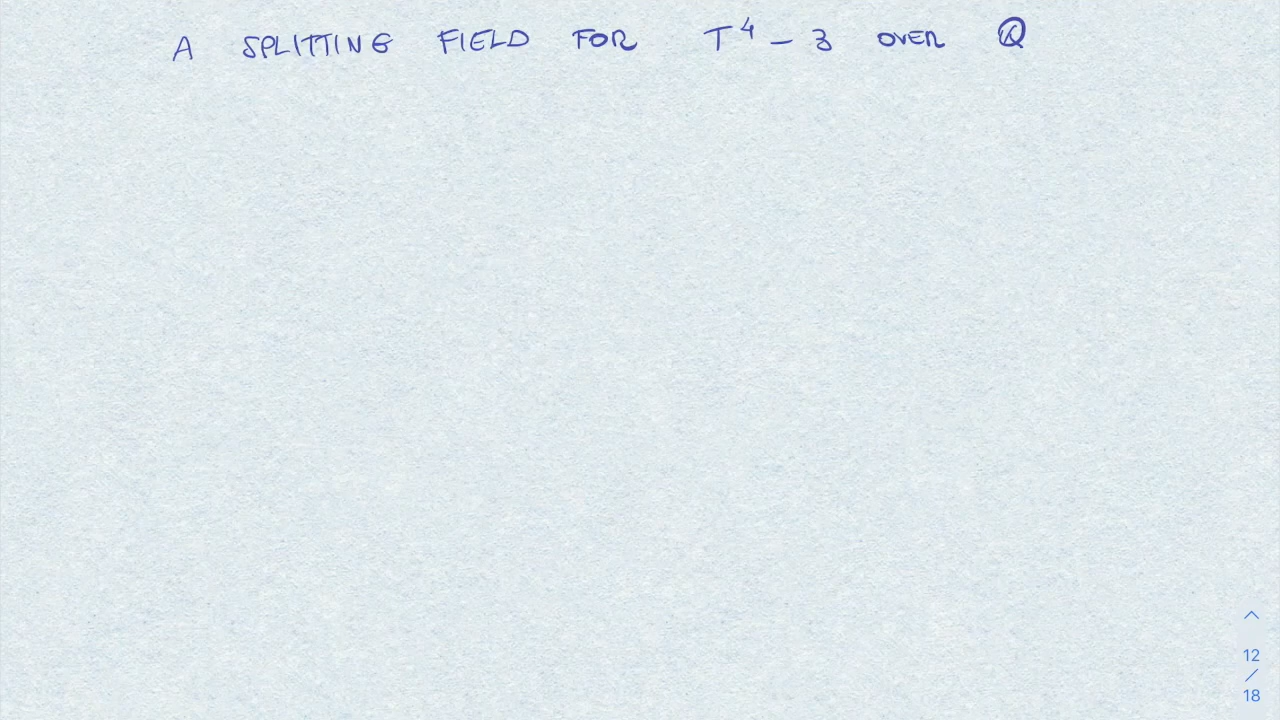 A SPLITTING FIELD FOR T⁴ - 3 OVER ℚ
12
/
18